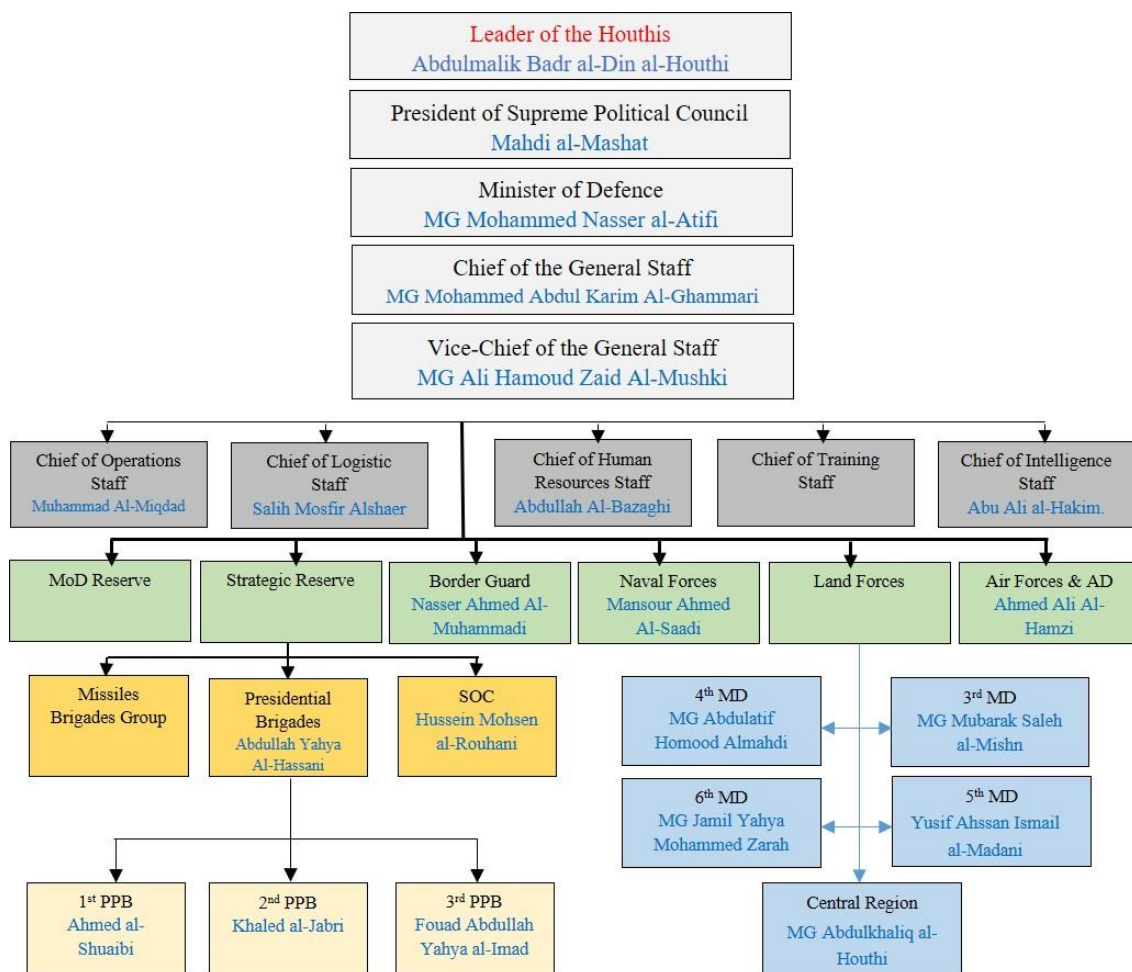 Leader of the Houthis
Abdulmalik Badr al-Din al-Houthi
President of Supreme Political Council
Mahdi al-Mashat
Minister of Defence
MG Mohammed Nasser al-Atifi
Chief of the General Staff
MG Mohammed Abdul Karim Al-Ghammari
Vice-Chief of the General Staff
MG Ali Hamoud Zaid Al-Mushki
Chief of Operations
Staff
Muhammad Al-Miqdad
Chief of Logistic
Staff
Salih Mosfir Alshaer
Chief of Human
Resources Staff
Abdullah Al-Bazaghi
Chief of Training
Staff
Chief of Intelligence
Staff
Abu Ali al-Hakim.
MoD Reserve
Strategic Reserve
Border Guard
Nasser Ahmed Al-
Muhammadi
Naval Forces
Mansour Ahmed
Al-Saadi
Land Forces
Air Forces & AD
Ahmed Ali Al-
Hamzi
Missiles
Brigades Group
Presidential
Brigades
Abdullah Yahya
Al-Hassani
SOC
Hussein Mohsen
al-Rouhani
4th MD
MG Abdulatif
Homood Almahdi
3rd MD
MG Mubarak Saleh
al-Mishn
6th MD
MG Jamil Yahya
Mohammed Zarah
5th MD
Yusif Ahssan Ismail
al-Madani
1st PPB
Ahmed al-
Shuaibi
2nd PPB
Khaled al-Jabri
3rd PPB
Fouad Abdullah
Yahya al-Imad
Central Region
MG Abdulkhaliq al-
Houthi